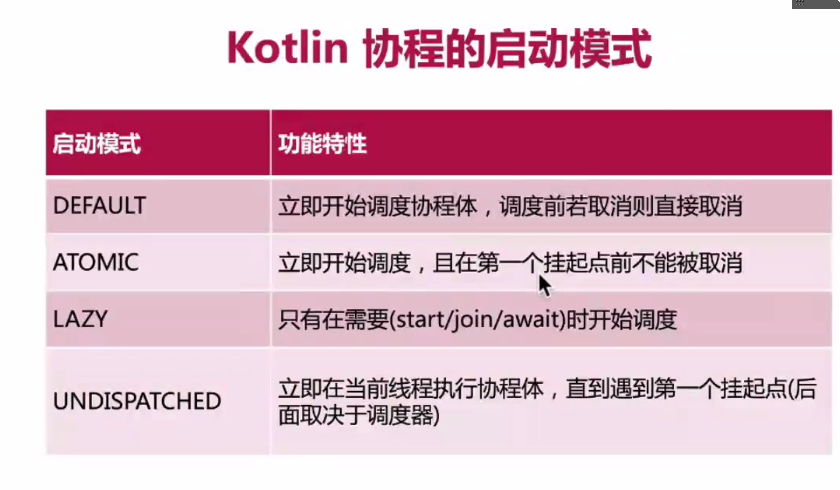 Kotlin 协程的启动模式
启动模式
功能特性
DEFAULT
立即开始调度协程体，调度前若取消则直接取消
ATOMIC
立即开始调度，且在第一个挂起点前不能被取消
LAZY
只有在需要(start/join/await)时开始调度
UNDISPATCHED
立即在当前线程执行协程体，直到遇到第一个挂起点(后
面取决于调度器)